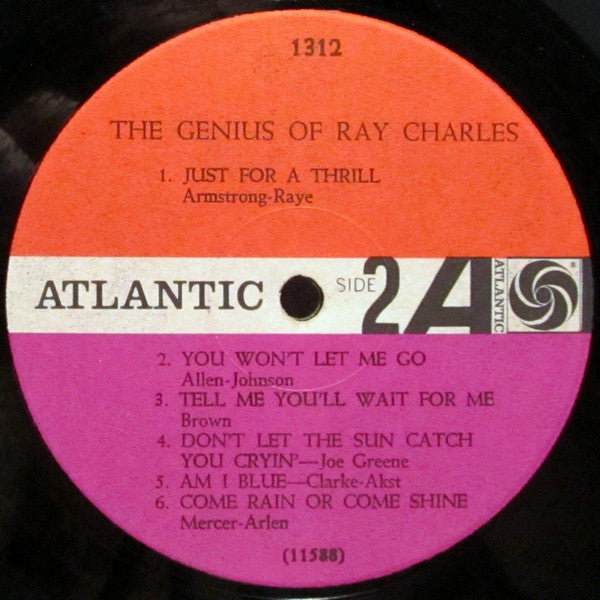 1312
THE GENIUS OF RAY CHARLES
1. JUST FOR A THRILL
Armstrong-Raye
ATLANTIC SIDE 2 A ATLANTIC
2. YOU WON'T LET ME GO
Allen-Johnson
3. TELL ME YOU'LL WAIT FOR ME
Brown
4. DON'T LET THE SUN CATCH
YOU CRYIN'—Joe Greene
5. AM I BLUE—Clarke-Akst
6. COME RAIN OR COME SHINE
Mercer-Arlen
(11588)